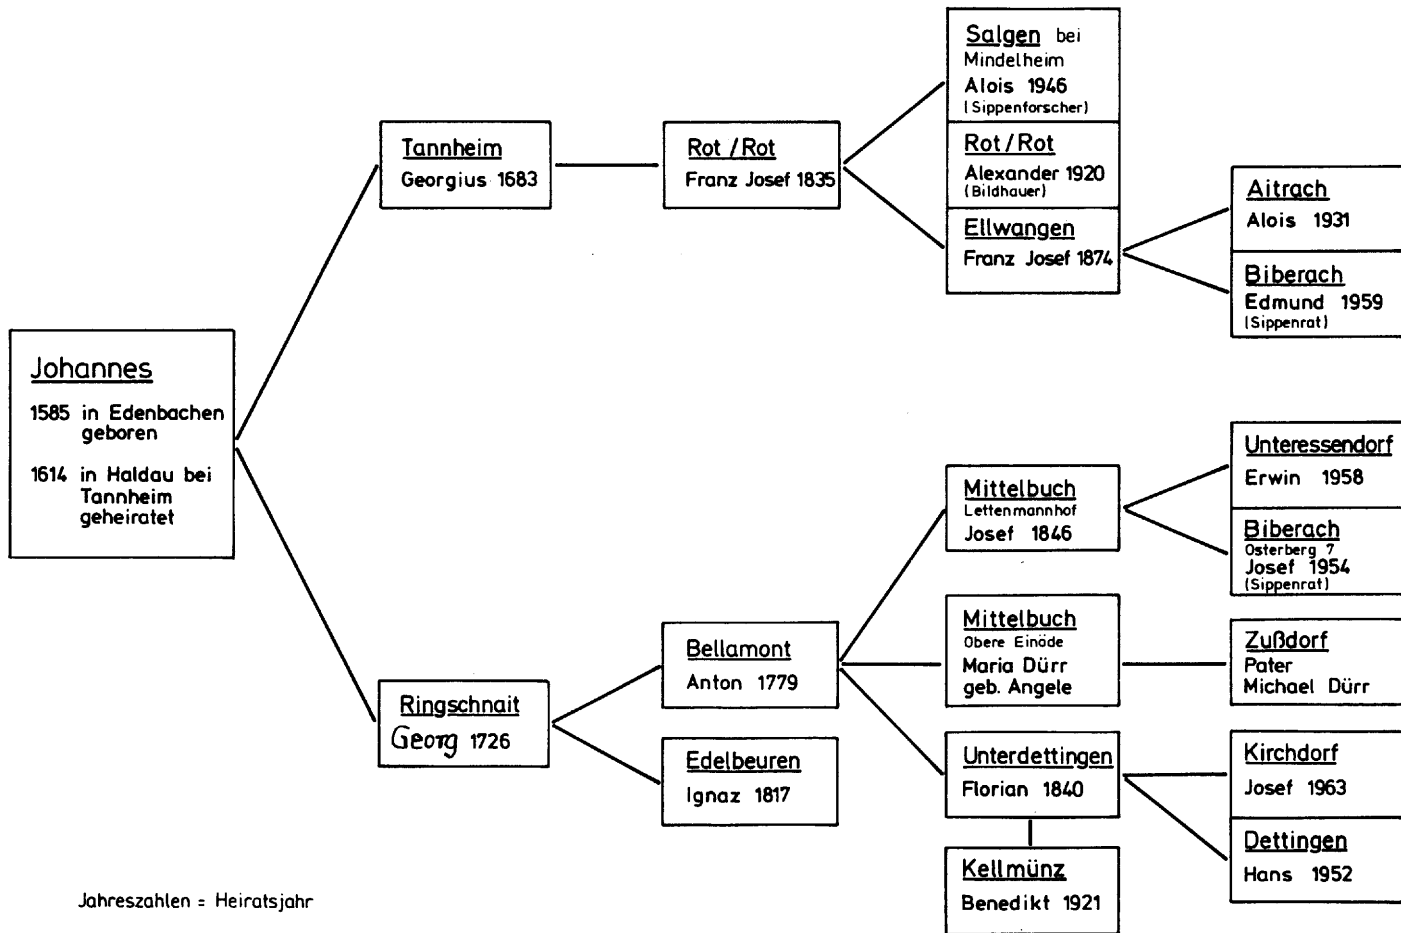 Johannes
1585 in Edenbachen
geboren
1614 in Haldau bei
Tannheim
geheiratet
Tannheim
Georgius 1683
Ringschnait
Georg 1726
Rot / Rot
Franz Josef 1835
Bellamont
Anton 1779
Edelbeuren
Ignaz 1817
Salgen bei
Mindelheim
Alois 1946
(Sippenforscher)
Rot / Rot
Alexander 1920
(Bildhauer)
Ellwangen
Franz Josef 1874
Mittelbuch
Lettenmannhof
Josef 1846
Mittelbuch
Obere Einöde
Maria Dürr
geb. Angele
Unterdettingen
Florian 1840
Kellmünz
Benedikt 1921
Aitrach
Alois 1931
Biberach
Edmund 1959
(Sippenrat)
Unteressendorf
Erwin 1958
Biberach
Osterberg 7
Josef 1954
(Sippenrat)
Zußdorf
Pater
Michael Dürr
Kirchdorf
Josef 1963
Dettingen
Hans 1952
Jahreszahlen = Heiratsjahr